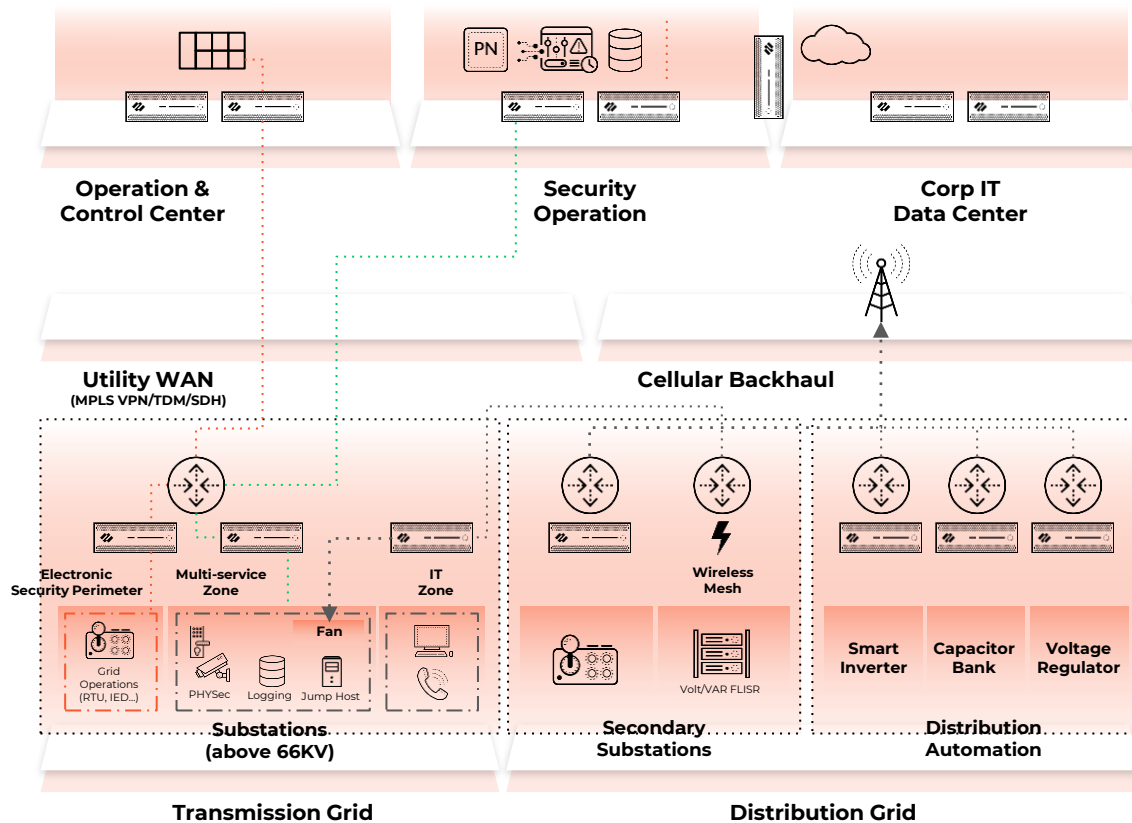 PN
Operation &
Control Center
Security
Operation
Corp IT
Data Center
Utility WAN
(MPLS VPN/TDM/SDH)
Cellular Backhaul
Electronic
Security Perimeter
Multi-service
Zone
IT
Zone
Wireless
Mesh
Fan
Grid
Operations
(RTU, IED...)
PHYSec
Logging
Jump Host
Volt/VAR FLISR
Smart
Inverter
Capacitor
Bank
Voltage
Regulator
Substations
(above 66KV)
Secondary
Substations
Distribution
Automation
Transmission Grid
Distribution Grid